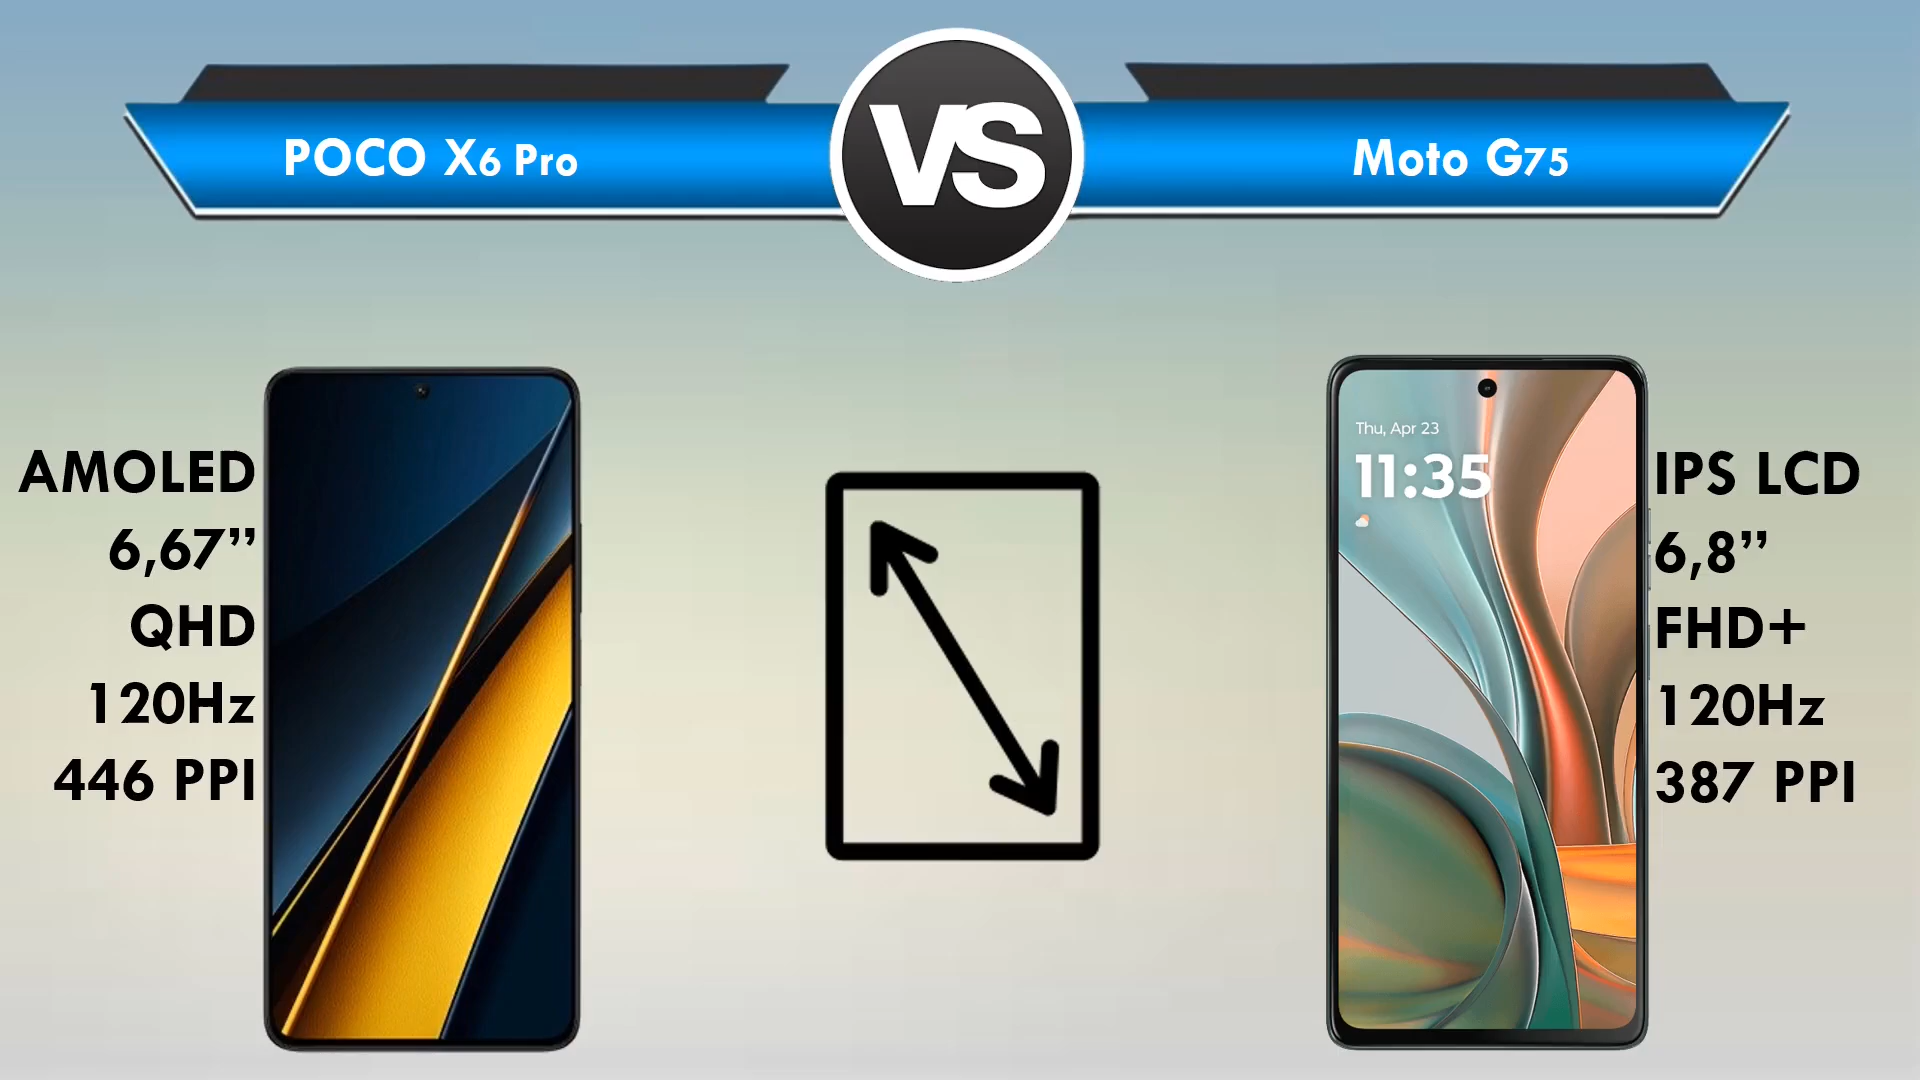 POCO X6 Pro
VS
Moto G75
AMOLED
6,67”
QHD
120Hz
446 PPI
Thu, Apr 23
11:35
IPS LCD
6,8”
FHD+
120Hz
387 PPI